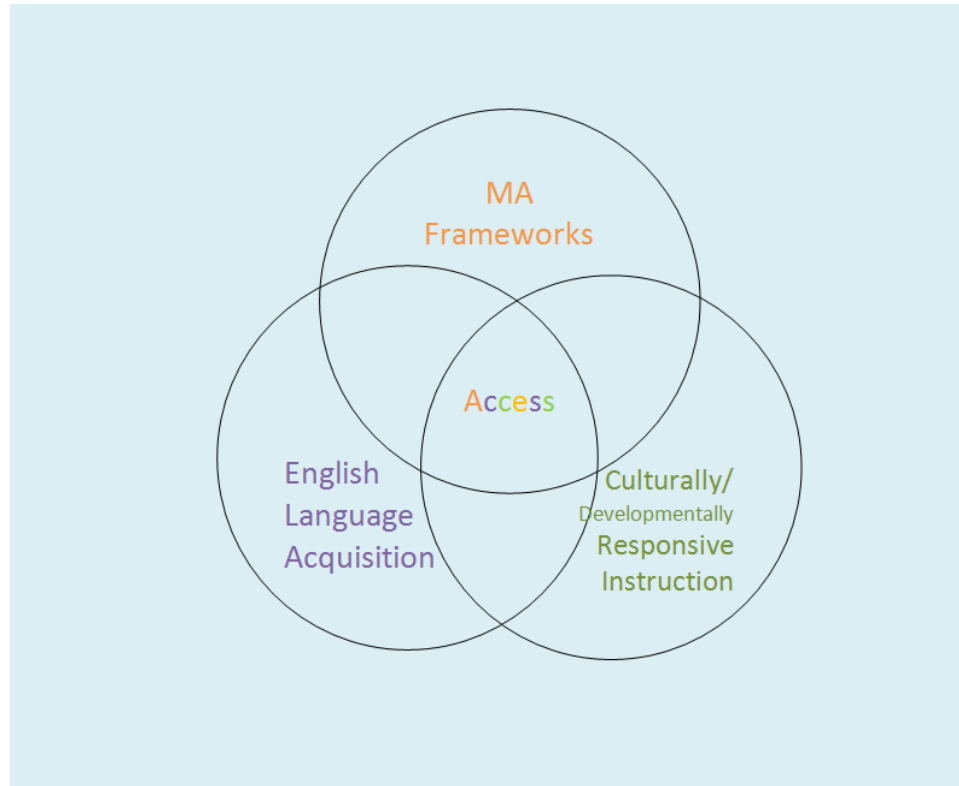 MA
Frameworks
Access
English
Language
Acquisition
Culturally/
Developmentally
Responsive
Instruction